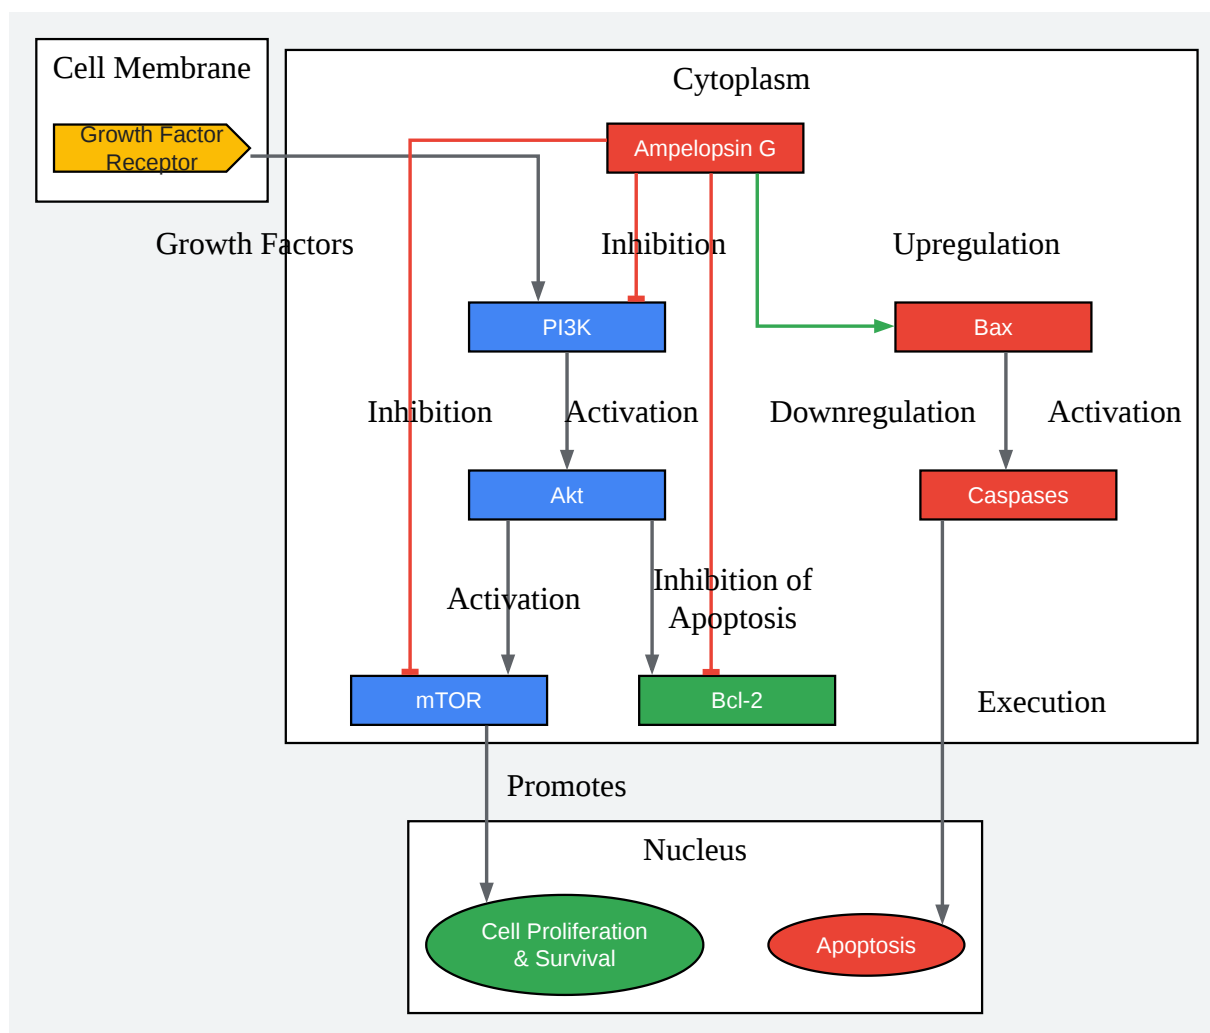 Cell Membrane
Growth Factor
Receptor
Cytoplasm
Ampelopsin G
Growth Factors
Inhibition
Upregulation
PI3K
Bax
Inhibition
Activation
Downregulation
Activation
Akt
Caspases
Activation
Inhibition of
Apoptosis
mTOR
Bcl-2
Execution
Promotes
Nucleus
Cell Proliferation
& Survival
Apoptosis